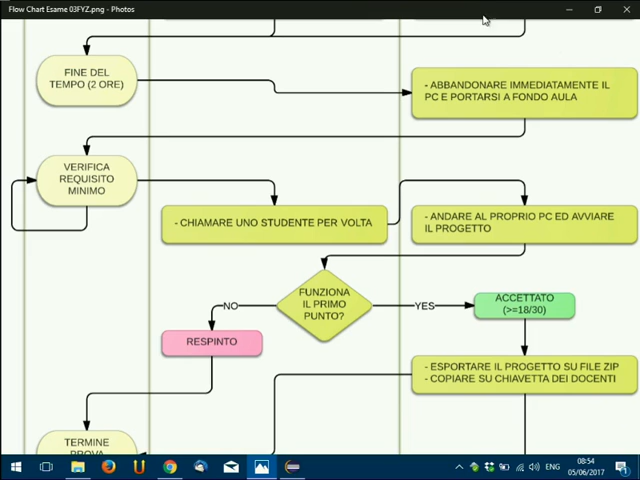 Flow Chart Esame 03FYZ.png - Photos
FINE DEL
TEMPO (2 ORE)
- ABBANDONARE IMMEDIATAMENTE IL
PC E PORTARSI A FONDO AULA
VERIFICA
REQUISITO
MINIMO
- CHIAMARE UNO STUDENTE PER VOLTA
- ANDARE AL PROPRIO PC ED AVVIARE
IL PROGETTO
FUNZIONA
IL PRIMO
PUNTO?
NO
YES
ACCETTATO
(>=18/30)
RESPINTO
- ESPORTARE IL PROGETTO SU FILE ZIP
- COPIARE SU CHIAVETTA DEI DOCENTI
TERMINE
PROVA
ENG
08:54
05/06/2017